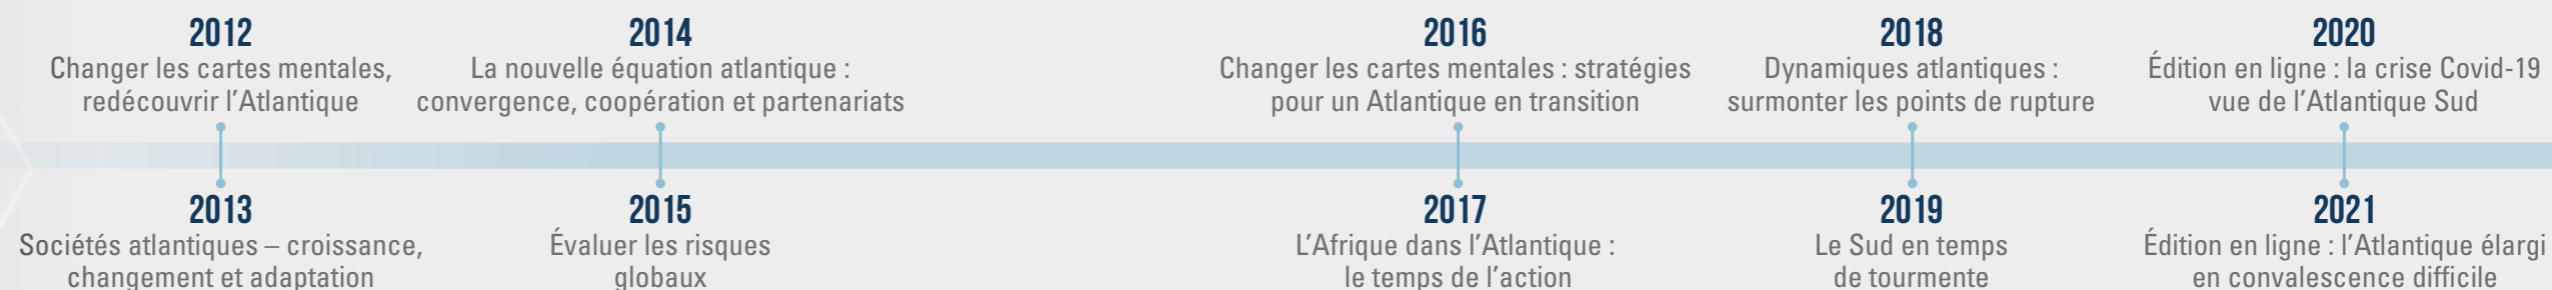 2012
Changer les cartes mentales,
redécouvrir l’Atlantique
2013
Sociétés atlantiques – croissance,
changement et adaptation
2014
La nouvelle équation atlantique :
convergence, coopération et partenariats
2015
Évaluer les risques
globaux
2016
Changer les cartes mentales : stratégies
pour un Atlantique en transition
2017
L’Afrique dans l’Atlantique :
le temps de l’action
2018
Dynamiques atlantiques :
surmonter les points de rupture
2019
Le Sud en temps
de tourmente
2020
Édition en ligne : la crise Covid-19
vue de l’Atlantique Sud
2021
Édition en ligne : l’Atlantique élargi
en convalescence difficile